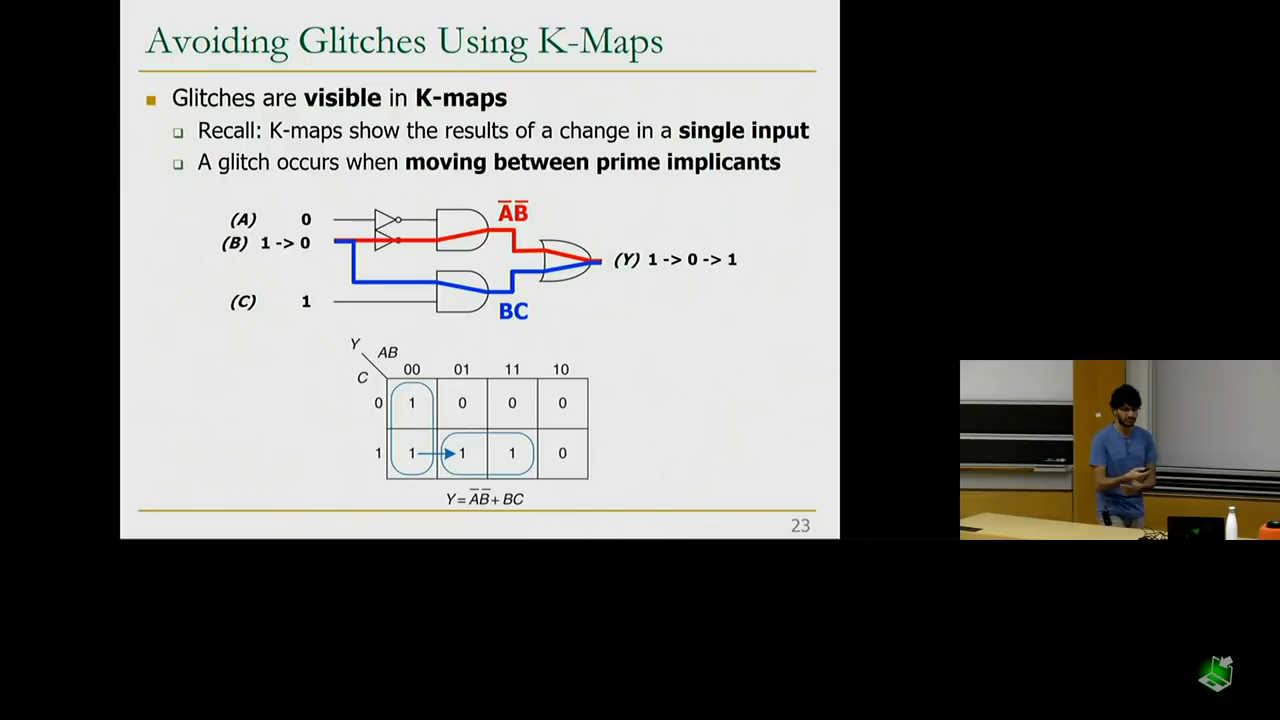 Avoiding Glitches Using K-Maps
Glitches are visible in K-maps
Recall: K-maps show the results of a change in a single input
A glitch occurs when moving between prime implicants
A̅B̅
(A) 0
(B) 1 -> 0
(Y) 1 -> 0 -> 1
(C) 1
BC
Y
AB
C
00 01 11 10
0 1 0 0 0
1 1 1 1 0
Y = A̅B̅ + BC
23